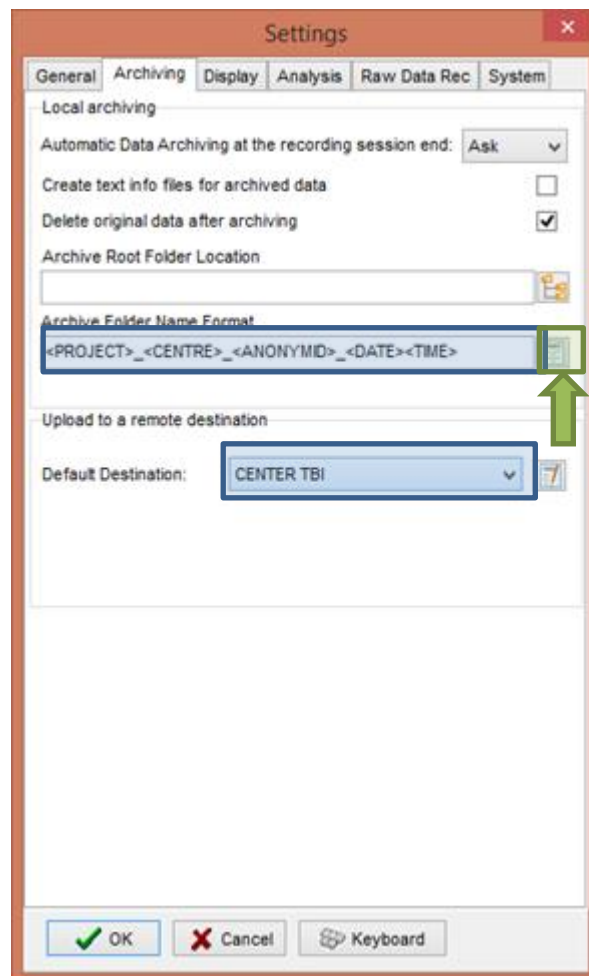 Settings
General Archiving Display Analysis Raw Data Rec System
Local archiving
Automatic Data Archiving at the recording session end: Ask
Create text info files for archived data
Delete original data after archiving
Archive Root Folder Location
Archive Folder Name Format
<PROJECT>_<CENTRE>_<ANONYMID>_<DATE><TIME>
Upload to a remote destination
Default Destination: CENTER TBI
OK Cancel Keyboard